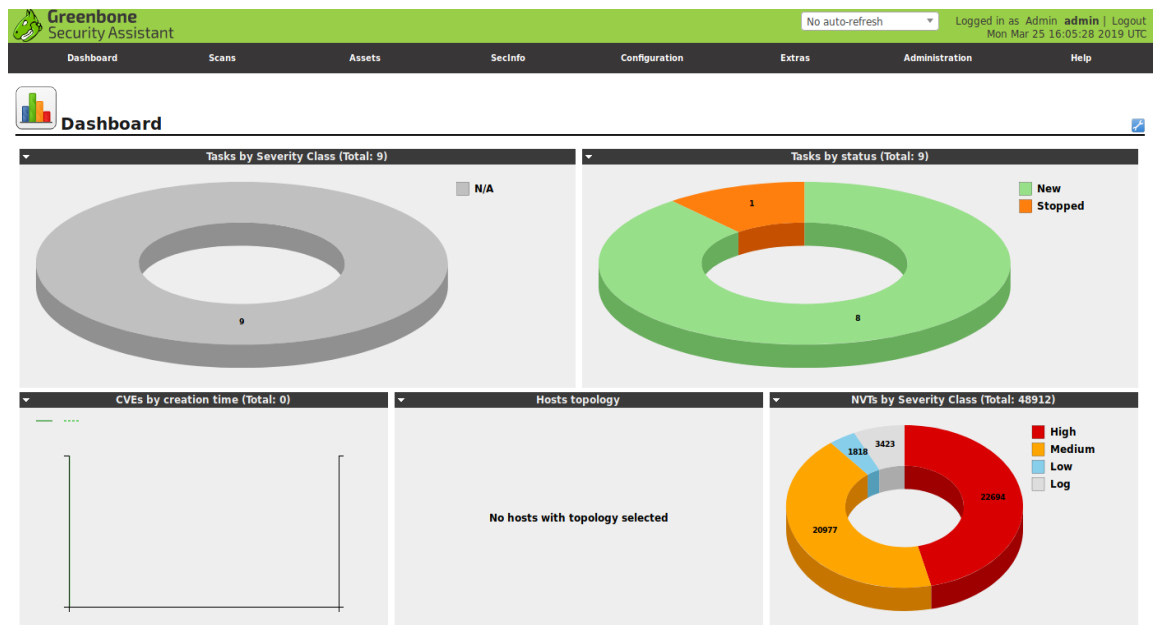 Greenbone
Security Assistant
No auto-refresh
Logged in as Admin admin | Logout
Mon Mar 25 16:05:28 2019 UTC
Dashboard Scans Assets SecInfo Configuration Extras Administration Help
Dashboard
Tasks by Severity Class (Total: 9)
N/A
9
Tasks by status (Total: 9)
New
Stopped
1
8
CVEs by creation time (Total: 0)
Hosts topology
No hosts with topology selected
NVTs by Severity Class (Total: 48912)
High
Medium
Low
Log
3423
1818
22694
20977